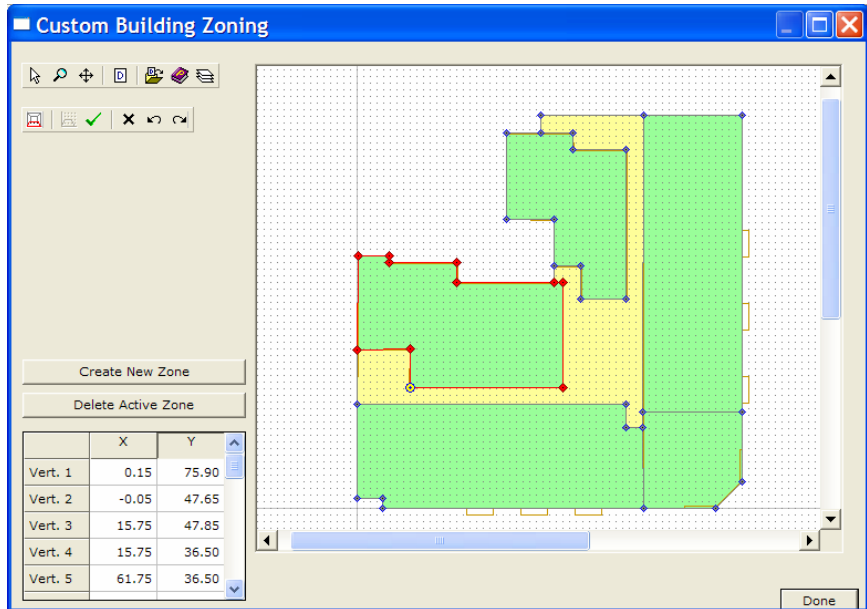 Custom Building Zoning
D
D
Create New Zone
Delete Active Zone
X Y
Vert. 1 0.15 75.90
Vert. 2 -0.05 47.65
Vert. 3 15.75 47.85
Vert. 4 15.75 36.50
Vert. 5 61.75 36.50
Done